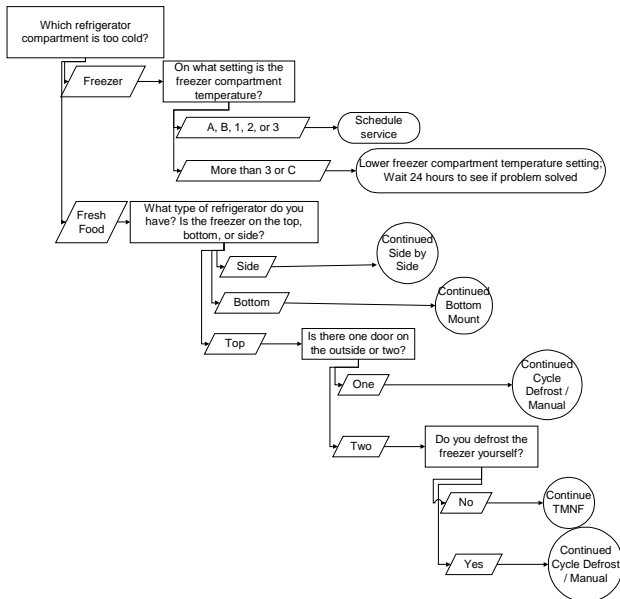 Which refrigerator
compartment is too cold?
Freezer
On what setting is the
freezer compartment
temperature?
A, B, 1, 2, or 3
Schedule
service
More than 3 or C
Lower freezer compartment temperature setting;
Wait 24 hours to see if problem solved
Fresh
Food
What type of refrigerator do you
have? Is the freezer on the top,
bottom, or side?
Side
Continued
Side by
Side
Bottom
Continued
Bottom
Mount
Top
Is there one door on
the outside or two?
One
Continued
Cycle
Defrost /
Manual
Two
Do you defrost the
freezer yourself?
No
Continue
TMNF
Yes
Continued
Cycle Defrost
/ Manual